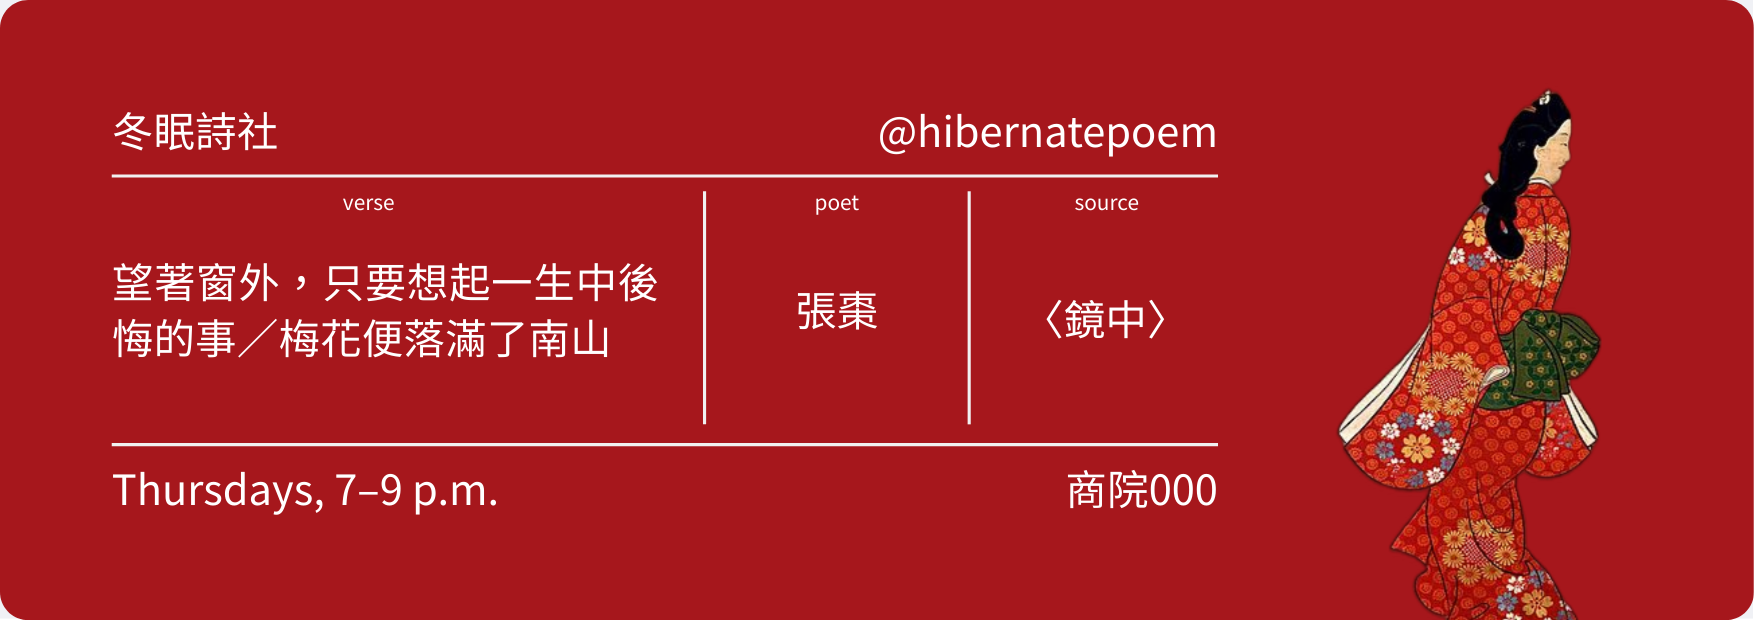 冬眠詩社
@hibernatepoem
verse
poet
source
望著窗外，只要想起一生中後
悔的事／梅花便落滿了南山
張棗
〈鏡中〉
Thursdays, 7–9 p.m.
商院000